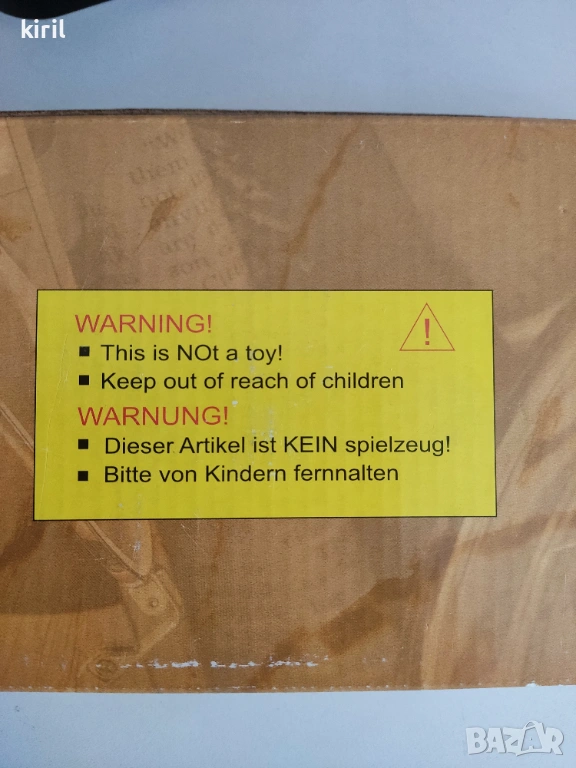 kiril
WARNING!
This is NOt a toy!
Keep out of reach of children
WARNUNG!
Dieser Artikel ist KEIN spielzeug!
Bitte von Kindern fernnalten
BAZAR